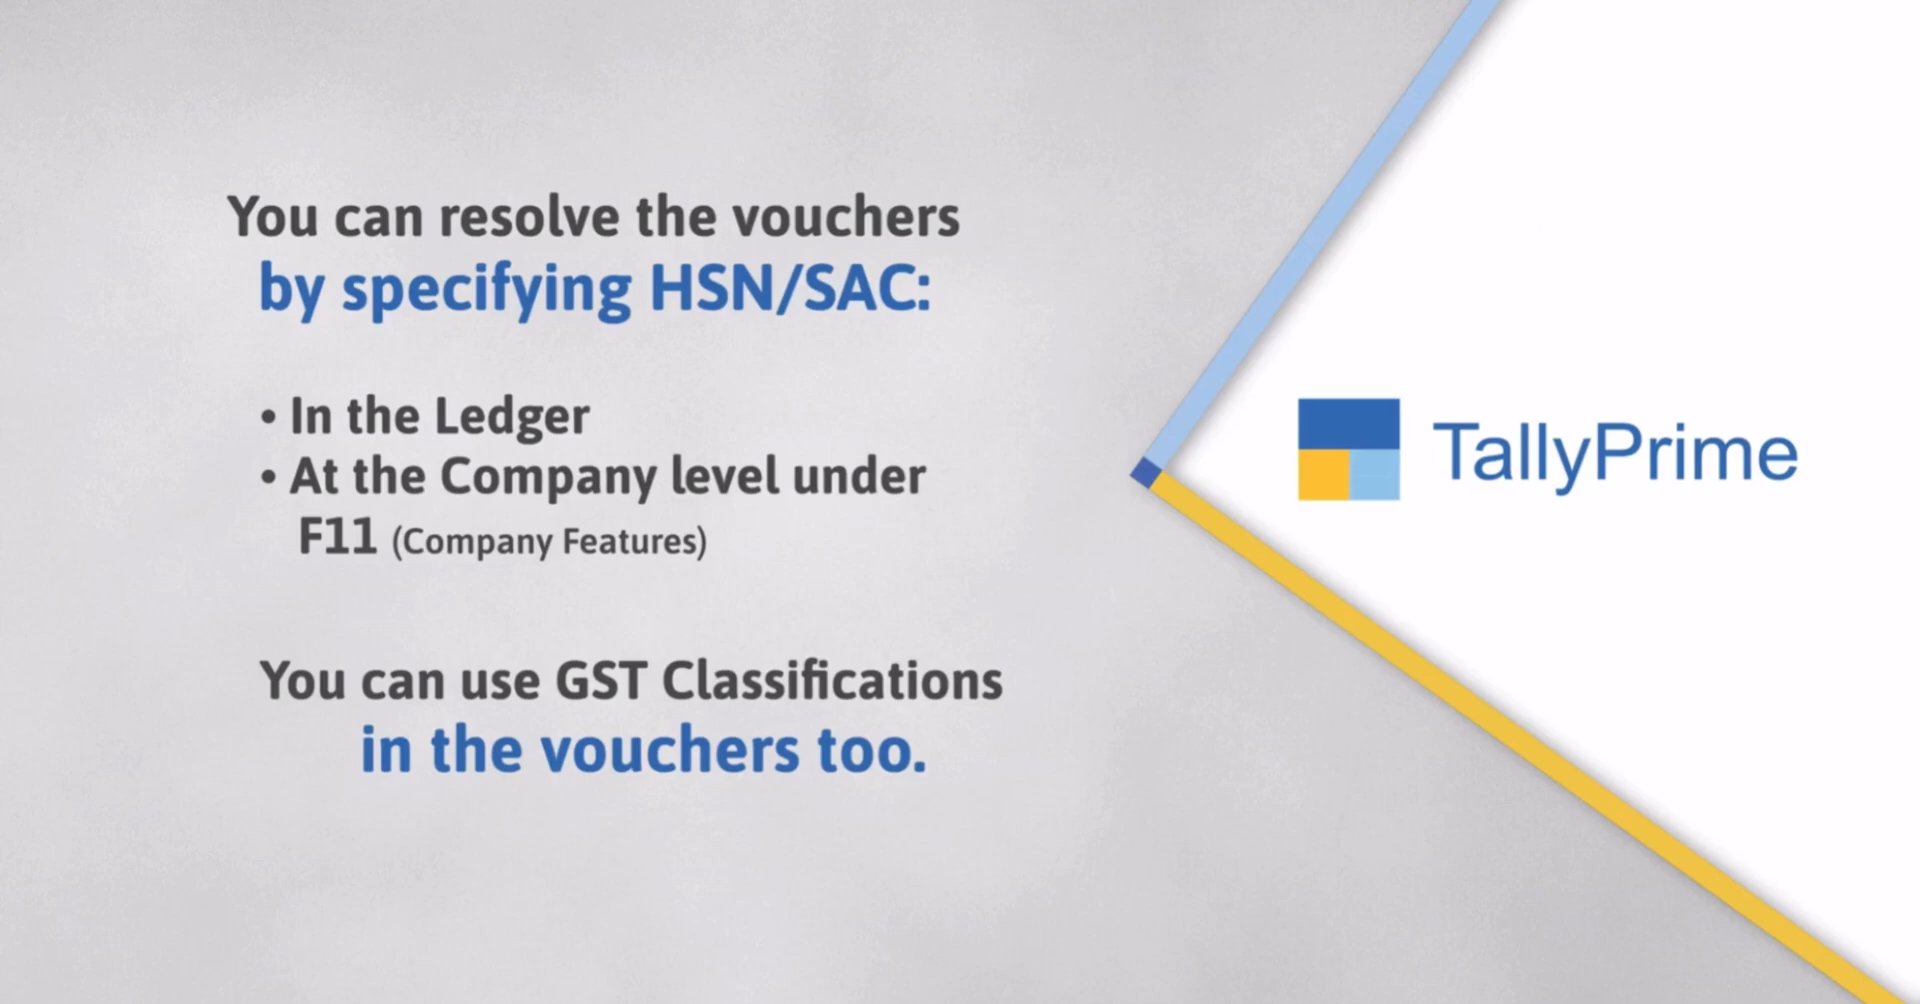 You can resolve the vouchers
by specifying HSN/SAC:
• In the Ledger
• At the Company level under
F11 (Company Features)
You can use GST Classifications
in the vouchers too.
TallyPrime